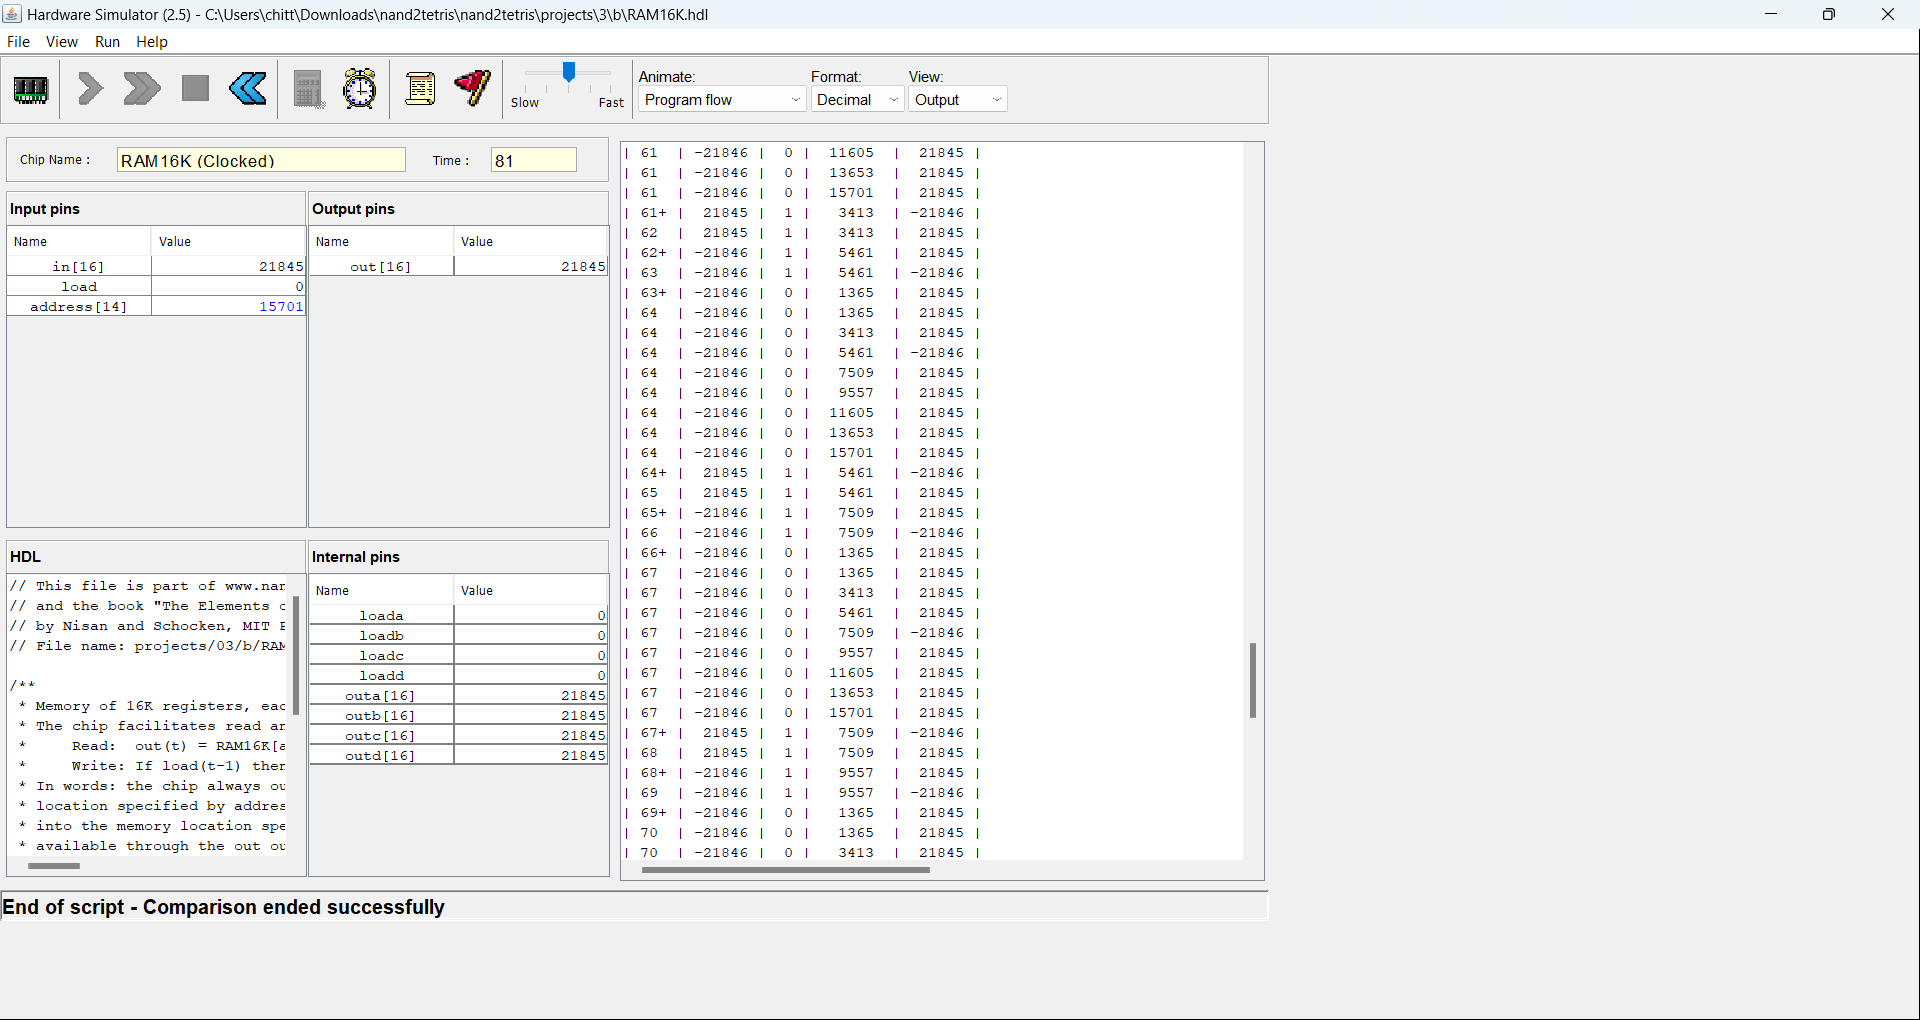 Hardware Simulator (2.5) - C:\Users\chitt\Downloads\nand2tetris\nand2tetris\projects\3\b\RAM16K.hdl
File View Run Help
Slow Fast
Animate: Format: View:
Program flow Decimal Output
Chip Name : RAM16K (Clocked) Time : 81
Input pins
Name Value
in[16] 21845
load 0
address[14] 15701
Output pins
Name Value
out[16] 21845
HDL
// This file is part of www.nan
// and the book "The Elements o
// by Nisan and Schocken, MIT P
// File name: projects/03/b/RAM
/**
* Memory of 16K registers, eac
* The chip facilitates read an
* Read: out(t) = RAM16K[a
* Write: If load(t-1) then
* In words: the chip always ou
* location specified by addres
* into the memory location spe
* available through the out ou
Internal pins
Name Value
loada 0
loadb 0
loadc 0
loadd 0
outa[16] 21845
outb[16] 21845
outc[16] 21845
outd[16] 21845
| 61 | -21846 | 0 | 11605 | 21845 |
| 61 | -21846 | 0 | 13653 | 21845 |
| 61 | -21846 | 0 | 15701 | 21845 |
| 61+ | 21845 | 1 | 3413 | -21846 |
| 62 | 21845 | 1 | 3413 | 21845 |
| 62+ | -21846 | 1 | 5461 | 21845 |
| 63 | -21846 | 1 | 5461 | -21846 |
| 63+ | -21846 | 0 | 1365 | 21845 |
| 64 | -21846 | 0 | 1365 | 21845 |
| 64 | -21846 | 0 | 3413 | 21845 |
| 64 | -21846 | 0 | 5461 | -21846 |
| 64 | -21846 | 0 | 7509 | 21845 |
| 64 | -21846 | 0 | 9557 | 21845 |
| 64 | -21846 | 0 | 11605 | 21845 |
| 64 | -21846 | 0 | 13653 | 21845 |
| 64 | -21846 | 0 | 15701 | 21845 |
| 64+ | 21845 | 1 | 5461 | -21846 |
| 65 | 21845 | 1 | 5461 | 21845 |
| 65+ | -21846 | 1 | 7509 | 21845 |
| 66 | -21846 | 1 | 7509 | -21846 |
| 66+ | -21846 | 0 | 1365 | 21845 |
| 67 | -21846 | 0 | 1365 | 21845 |
| 67 | -21846 | 0 | 3413 | 21845 |
| 67 | -21846 | 0 | 5461 | 21845 |
| 67 | -21846 | 0 | 7509 | -21846 |
| 67 | -21846 | 0 | 9557 | 21845 |
| 67 | -21846 | 0 | 11605 | 21845 |
| 67 | -21846 | 0 | 13653 | 21845 |
| 67 | -21846 | 0 | 15701 | 21845 |
| 67+ | 21845 | 1 | 7509 | -21846 |
| 68 | 21845 | 1 | 7509 | 21845 |
| 68+ | -21846 | 1 | 9557 | 21845 |
| 69 | -21846 | 1 | 9557 | -21846 |
| 69+ | -21846 | 0 | 1365 | 21845 |
| 70 | -21846 | 0 | 1365 | 21845 |
| 70 | -21846 | 0 | 3413 | 21845 |
End of script - Comparison ended successfully